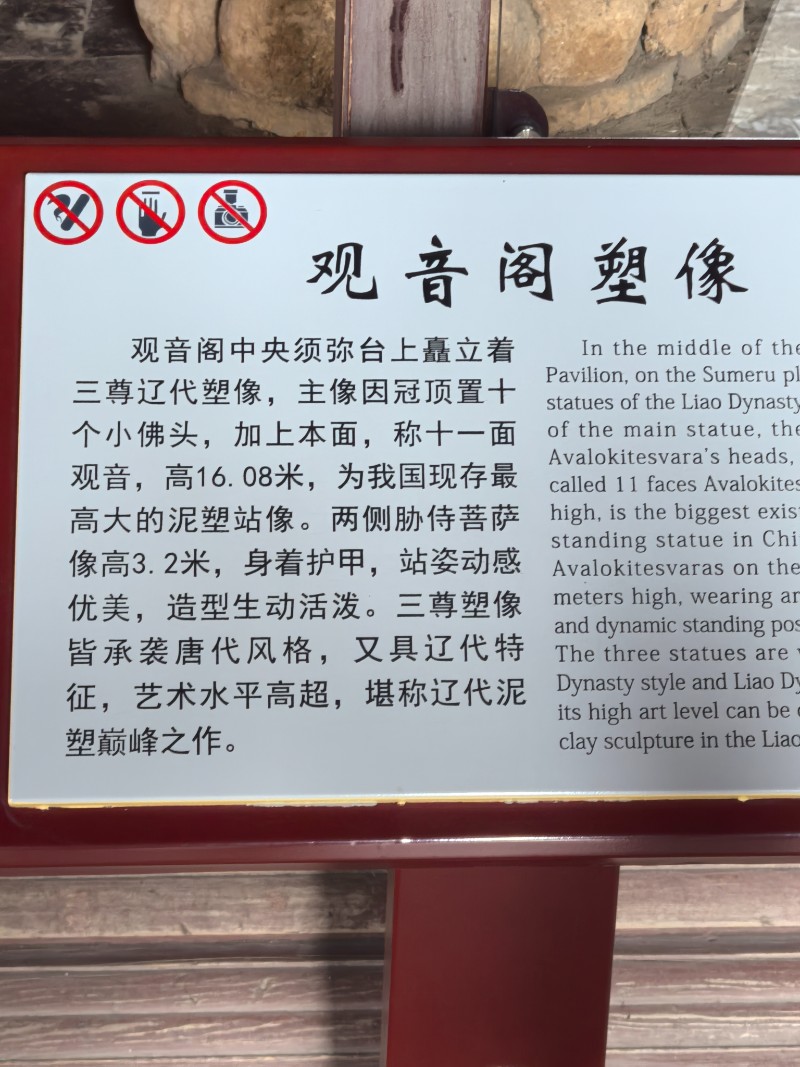 观音阁塑像
观音阁中央须弥台上矗立着
三尊辽代塑像，主像因冠顶置十
个小佛头，加上本面，称十一面
观音，高16.08米，为我国现存最
高大的泥塑站像。两侧胁侍菩萨
像高3.2米，身着护甲，站姿动感
优美，造型生动活泼。三尊塑像
皆承袭唐代风格，又具辽代特
征，艺术水平高超，堪称辽代泥
塑巅峰之作。
In the middle of the
Pavilion, on the Sumeru pl
statues of the Liao Dynasty
of the main statue, the
Avalokitesvara's heads,
called 11 faces Avalokites
high, is the biggest exis
standing statue in Chi
Avalokitesvaras on the
meters high, wearing ar
and dynamic standing pos
The three statues are
Dynasty style and Liao Dy
its high art level can be
clay sculpture in the Liao